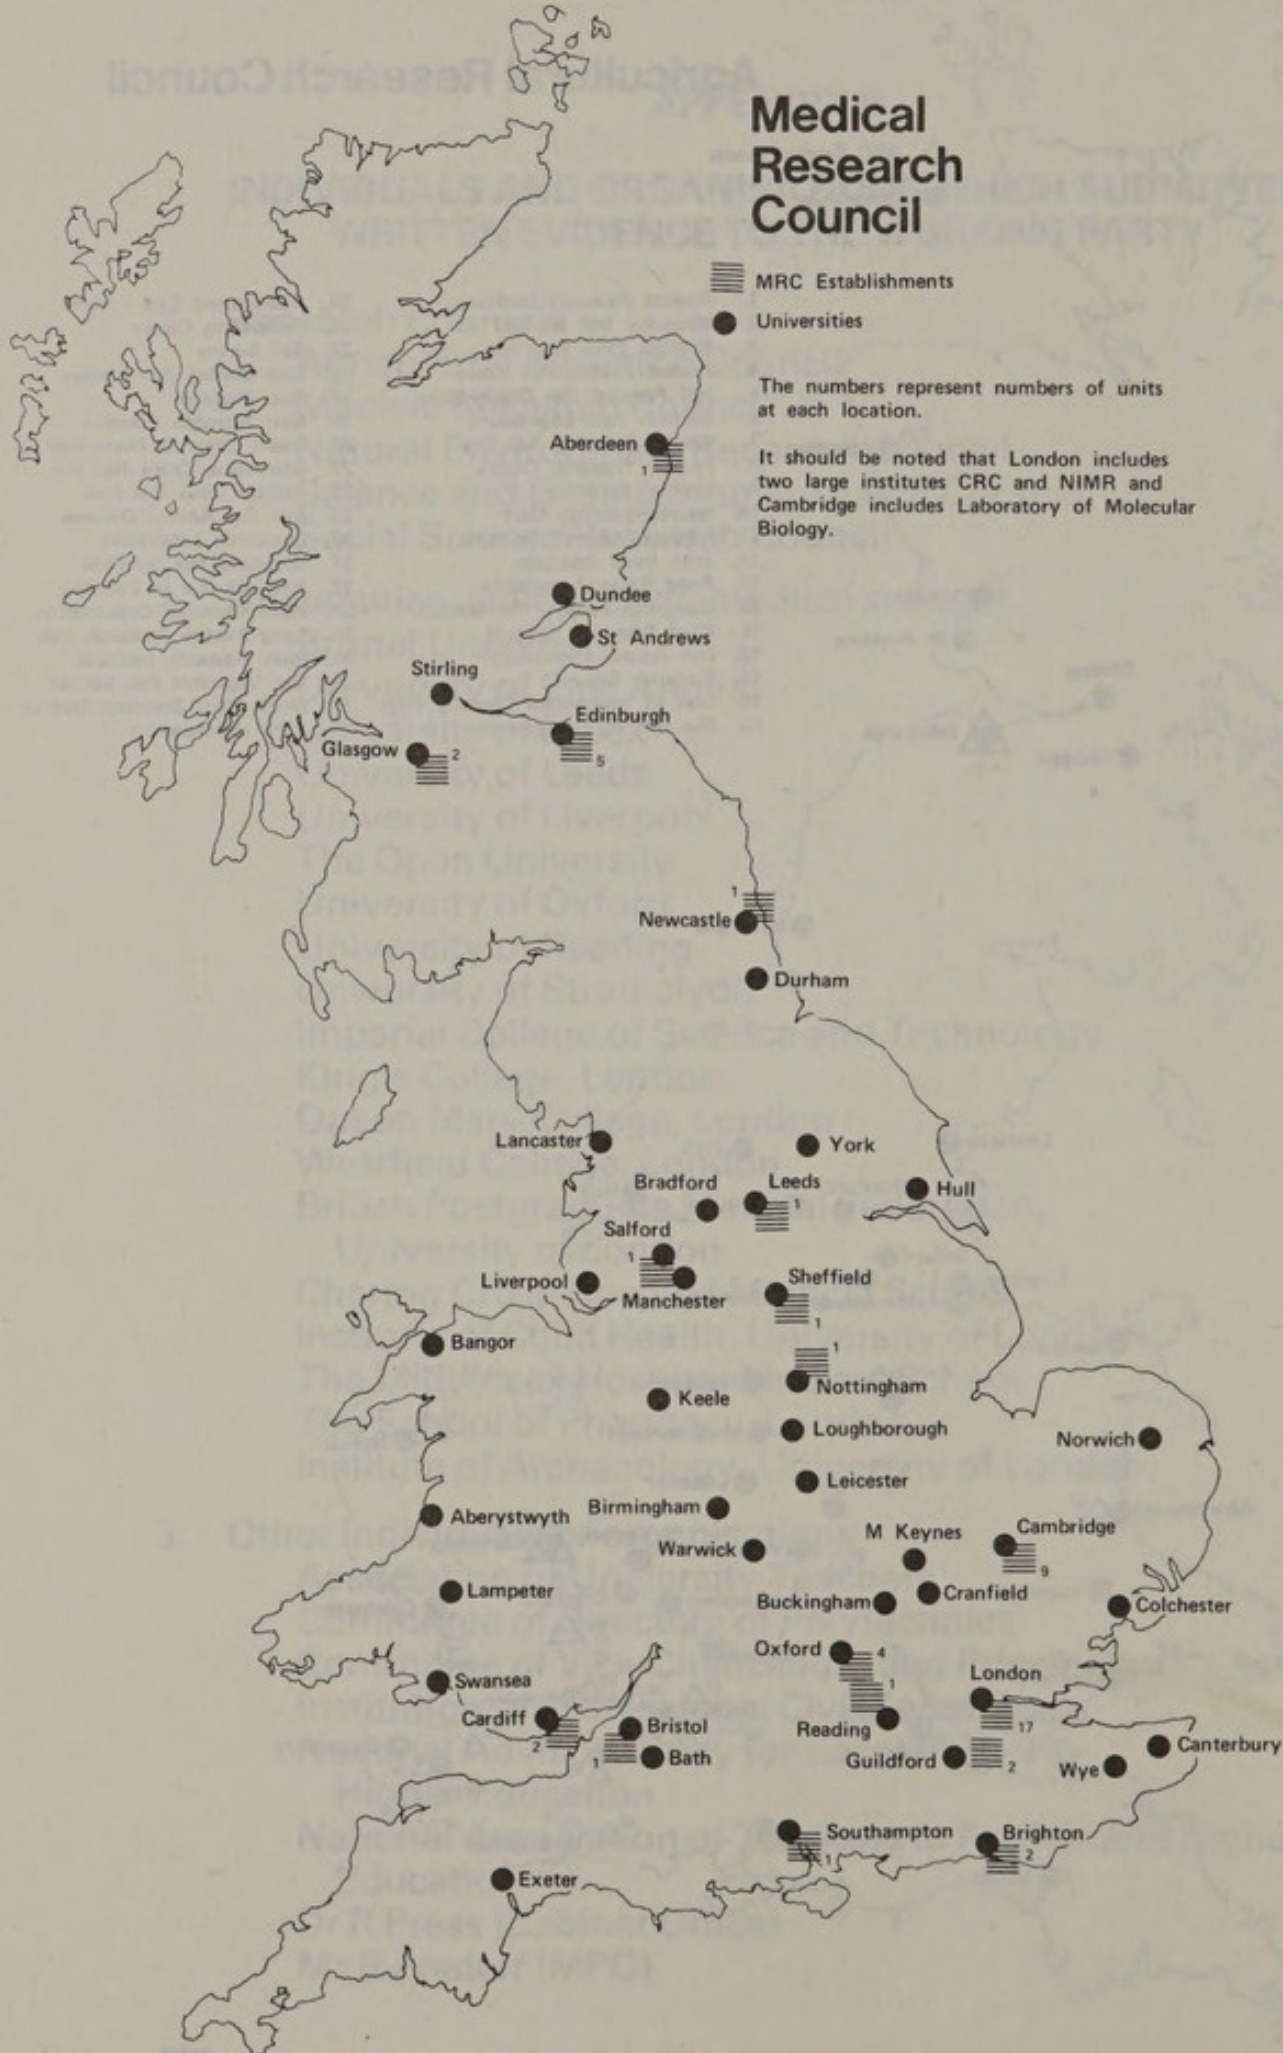 Medical
Research
Council
MRC Establishments
Universities
The numbers represent numbers of units
at each location.
It should be noted that London includes
two large institutes CRC and NIMR and
Cambridge includes Laboratory of Molecular
Biology.
Aberdeen
1
Dundee
St Andrews
Stirling
Edinburgh
5
Glasgow
2
1
Newcastle
Durham
Lancaster
York
Bradford
Leeds
1
Hull
Salford
1
Liverpool
Manchester
Sheffield
1
Bangor
1
Nottingham
Keele
Loughborough
Norwich
Leicester
Birmingham
Aberystwyth
M Keynes
Cambridge
9
Warwick
Lampeter
Buckingham
Cranfield
Colchester
Oxford
4
1
Reading
London
17
Swansea
Cardiff
2
Bristol
1
Bath
Guildford
2
Canterbury
Wye
Southampton
1
Brighton
2
Exeter